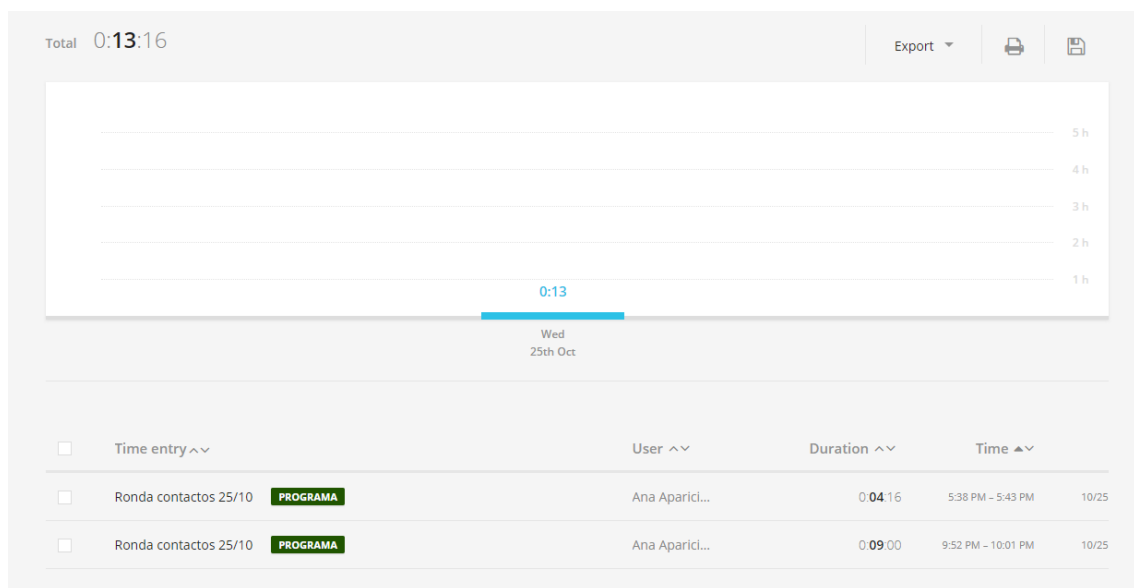 Total 0:13:16
Export
5 h
4 h
3 h
2 h
1 h
0:13
Wed
25th Oct
Time entry User Duration Time
Ronda contactos 25/10 PROGRAMA Ana Aparici... 0:04:16 5:38 PM – 5:43 PM 10/25
Ronda contactos 25/10 PROGRAMA Ana Aparici... 0:09:00 9:52 PM – 10:01 PM 10/25